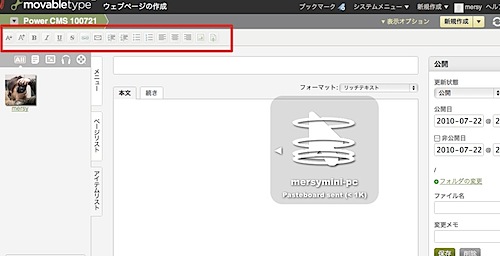 movabletype ウェブページの作成
ブックマーク システムメニュー 新規作成 mersy ヘル
Power CMS 100721
表示オプション 新規作成
A A B I U S
All
mersy
メニュー
ページリスト
アイテムリスト
フォーマット: リッチテキスト
本文 続き
mersymini-pc
Pasteboard sent (< 1K)
公開
更新状態
公開
公開日
2010-07-22 @
非公開日
2010-07-22 @
/
フォルダの変更
ファイル名
変更メモ
保存 削除